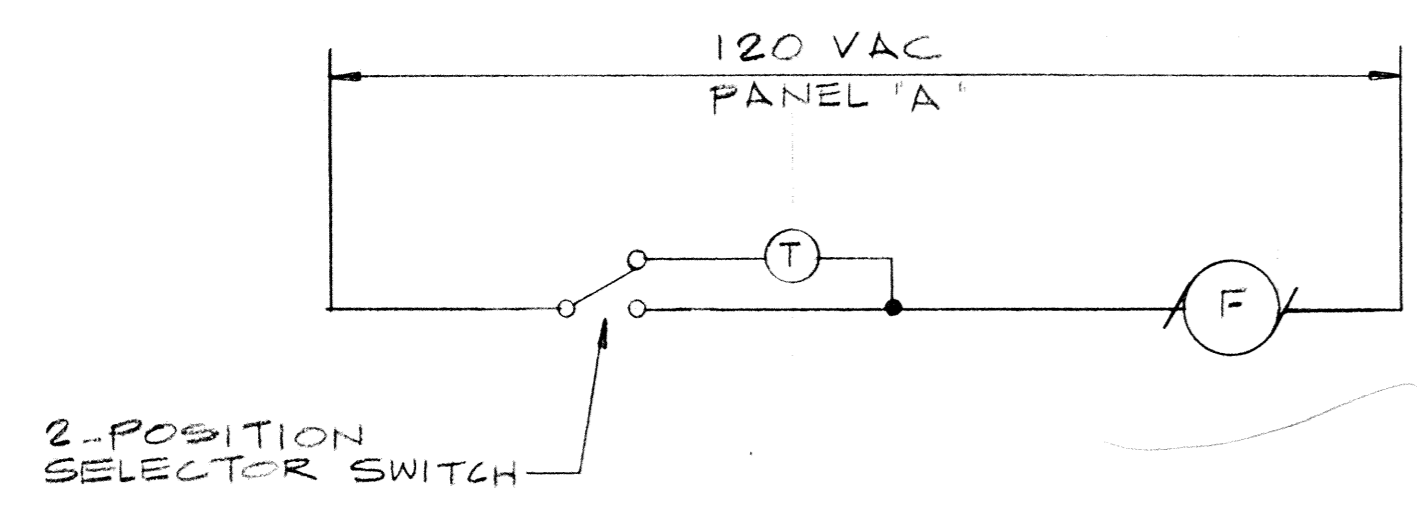 120 VAC
PANEL "A"
T
F
2-POSITION
SELECTOR SWITCH